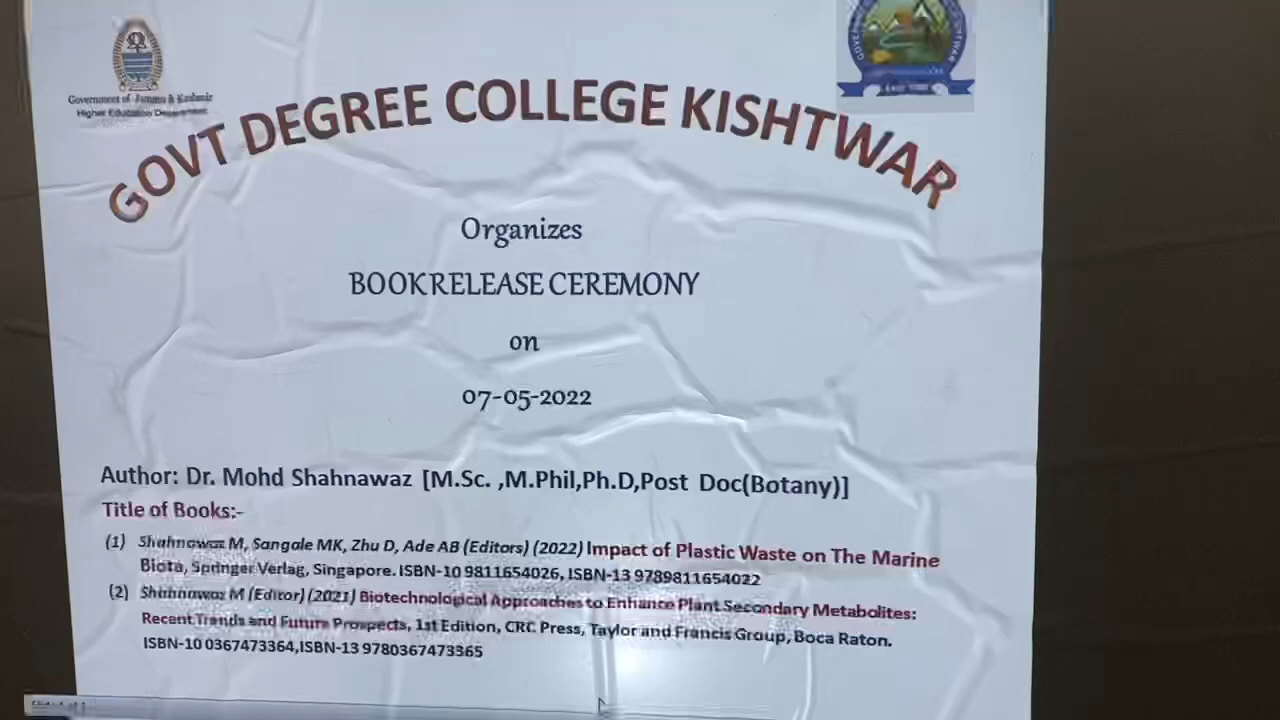 Government of Jammu & Kashmir
Higher Education Department
GOVT DEGREE COLLEGE KISHTWAR
Organizes
BOOK RELEASE CEREMONY
on
07-05-2022
Author: Dr. Mohd Shahnawaz [M.Sc. ,M.Phil,Ph.D,Post Doc(Botany)]
Title of Books:-
(1) Shahnawaz M, Sangale MK, Zhu D, Ade AB (Editors) (2022) Impact of Plastic Waste on The Marine
Biota, Springer Verlag, Singapore. ISBN-10 9811654026, ISBN-13 9789811654022
(2) Shahnawaz M (Editor) (2021) Biotechnological Approaches to Enhance Plant Secondary Metabolites:
Recent Trends and Future Prospects, 1st Edition, CRC Press, Taylor and Francis Group, Boca Raton.
ISBN-10 0367473364,ISBN-13 9780367473365